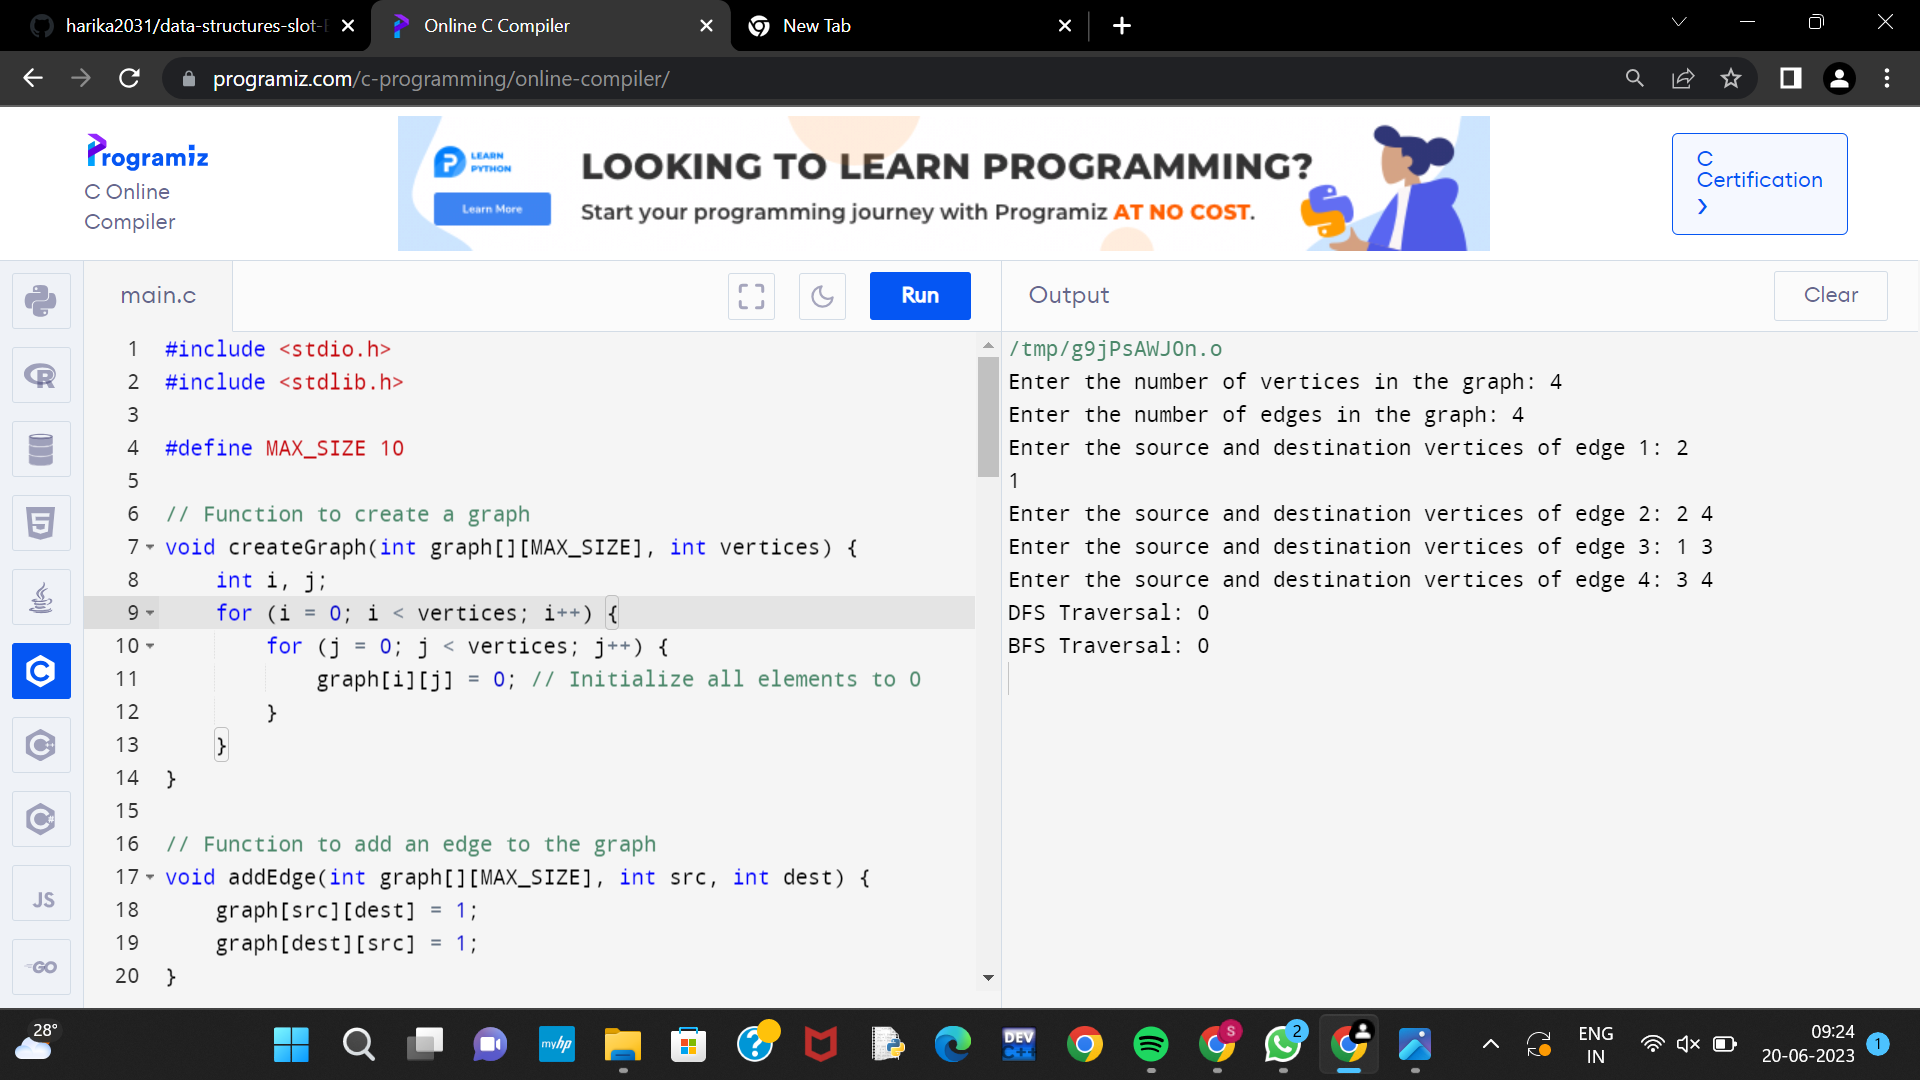 harika2031/data-structures-slot-
Online C Compiler
New Tab
programiz.com/c-programming/online-compiler/
Programiz
C Online
Compiler
LEARN
PYTHON
Learn More
LOOKING TO LEARN PROGRAMMING?
Start your programming journey with Programiz AT NO COST.
C
Certification
main.c
Run
Output
Clear
1 #include <stdio.h>
2 #include <stdlib.h>
3
4 #define MAX_SIZE 10
5
6 // Function to create a graph
7 void createGraph(int graph[][MAX_SIZE], int vertices) {
8 int i, j;
9 for (i = 0; i < vertices; i++) {
10 for (j = 0; j < vertices; j++) {
11 graph[i][j] = 0; // Initialize all elements to 0
12 }
13 }
14 }
15
16 // Function to add an edge to the graph
17 void addEdge(int graph[][MAX_SIZE], int src, int dest) {
18 graph[src][dest] = 1;
19 graph[dest][src] = 1;
20 }
/tmp/g9jPsAWJOn.o
Enter the number of vertices in the graph: 4
Enter the number of edges in the graph: 4
Enter the source and destination vertices of edge 1: 2
1
Enter the source and destination vertices of edge 2: 2 4
Enter the source and destination vertices of edge 3: 1 3
Enter the source and destination vertices of edge 4: 3 4
DFS Traversal: 0
BFS Traversal: 0
JS
GO
28°
myhp
DEV
C++
S
2
ENG
IN
09:24
20-06-2023
1